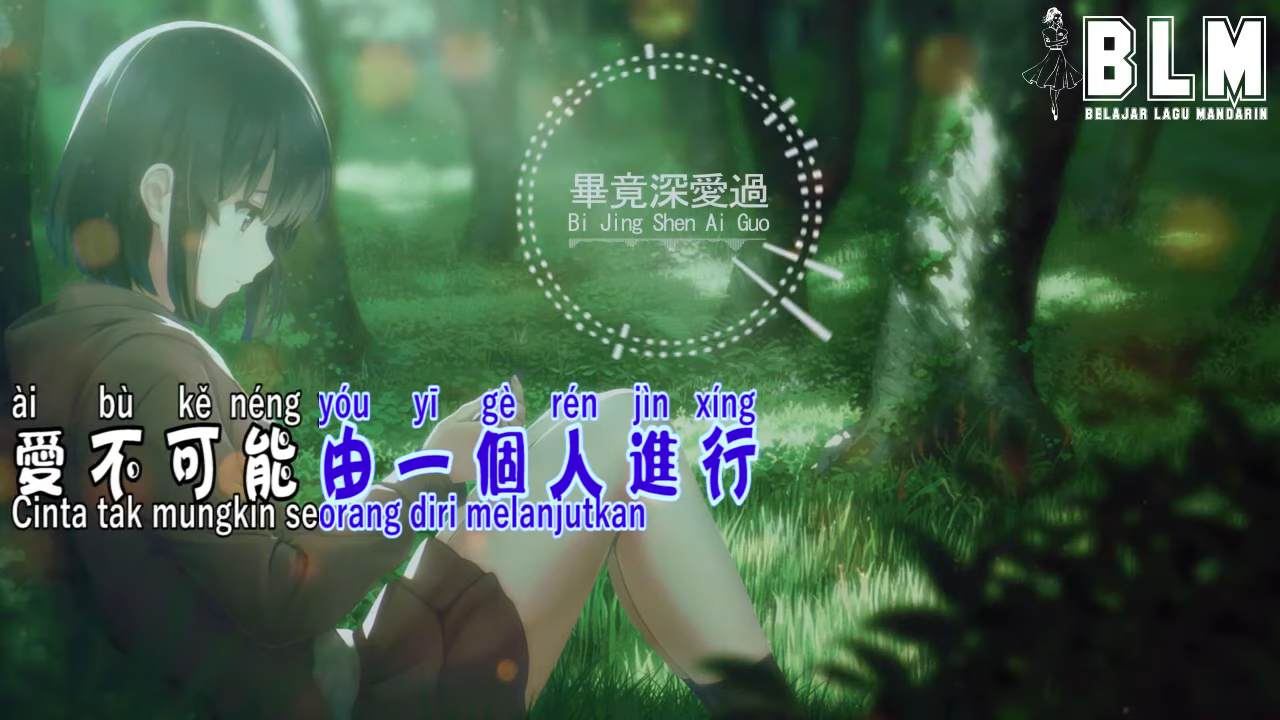 BLM
BELAJAR LAGU MANDARIN
畢竟深愛過
Bi Jing Shen Ai Guo
ài bù kě néng yóu yī gè rén jìn xíng
愛不可能由一個人進行
Cinta tak mungkin seorang diri melanjutkan